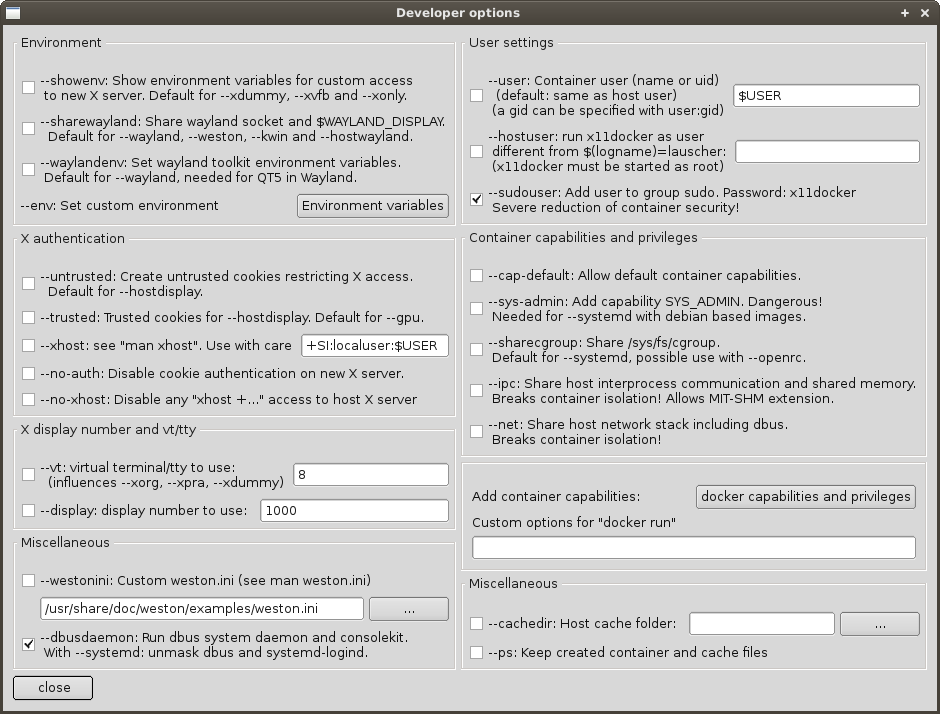 Developer options
Environment
--showenv: Show environment variables for custom access
to new X server. Default for --xdummy, --xvfb and --xonly.
--sharewayland: Share wayland socket and $WAYLAND_DISPLAY.
Default for --wayland, --weston, --kwin and --hostwayland.
--waylandenv: Set wayland toolkit environment variables.
Default for --wayland, needed for QT5 in Wayland.
--env: Set custom environment
Environment variables
X authentication
--untrusted: Create untrusted cookies restricting X access.
Default for --hostdisplay.
--trusted: Trusted cookies for --hostdisplay. Default for --gpu.
--xhost: see "man xhost". Use with care
+SI:localuser:$USER
--no-auth: Disable cookie authentication on new X server.
--no-xhost: Disable any "xhost +..." access to host X server
X display number and vt/tty
--vt: virtual terminal/tty to use:
(influences --xorg, --xpra, --xdummy)
8
--display: display number to use:
1000
Miscellaneous
--westonini: Custom weston.ini (see man weston.ini)
/usr/share/doc/weston/examples/weston.ini
...
--dbusdaemon: Run dbus system daemon and consolekit.
With --systemd: unmask dbus and systemd-logind.
close
User settings
--user: Container user (name or uid)
(default: same as host user)
(a gid can be specified with user:gid)
$USER
--hostuser: run x11docker as user
different from $(logname)=lauscher:
(x11docker must be started as root)
--sudouser: Add user to group sudo. Password: x11docker
Severe reduction of container security!
Container capabilities and privileges
--cap-default: Allow default container capabilities.
--sys-admin: Add capability SYS_ADMIN. Dangerous!
Needed for --systemd with debian based images.
--sharecgroup: Share /sys/fs/cgroup.
Default for --systemd, possible use with --openrc.
--ipc: Share host interprocess communication and shared memory.
Breaks container isolation! Allows MIT-SHM extension.
--net: Share host network stack including dbus.
Breaks container isolation!
Add container capabilities:
docker capabilities and privileges
Custom options for "docker run"
Miscellaneous
--cachedir: Host cache folder:
...
--ps: Keep created container and cache files